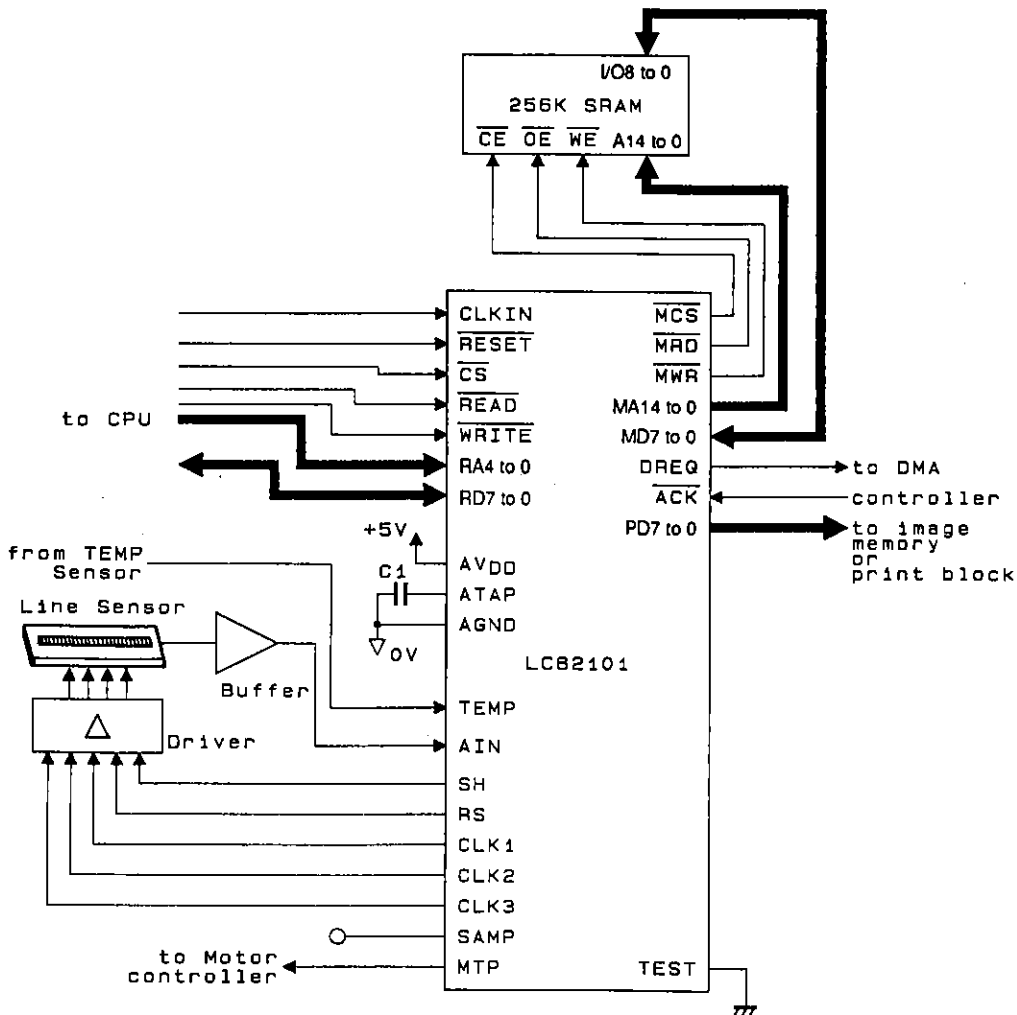 I/O8 to 0
256K SRAM
CE OE WE A14 to 0
CLKIN
RESET
CS
READ
WRITE
RA4 to 0
RD7 to 0
to CPU
MCS
MRD
MWR
MA14 to 0
MD7 to 0
DREQ
ACK
PD7 to 0
to DMA
controller
to image
memory
or
print block
+5V
C1
0V
AVDD
ATAP
AGND
from TEMP
Sensor
Line Sensor
Buffer
Driver
LC82101
TEMP
AIN
SH
RS
CLK1
CLK2
CLK3
SAMP
MTP
to Motor
controller
TEST